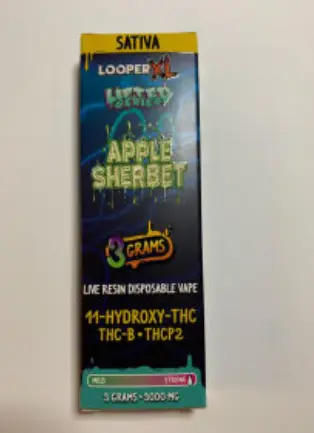 SATIVA
LOOPER XL
LIFTED
SERIES
APPLE
SHERBET
3 GRAMS
LIVE RESIN DISPOSABLE VAPE
11-HYDROXY-THC
THC-B • THCP2
MILD STRONG
3 GRAMS • 3000 MG